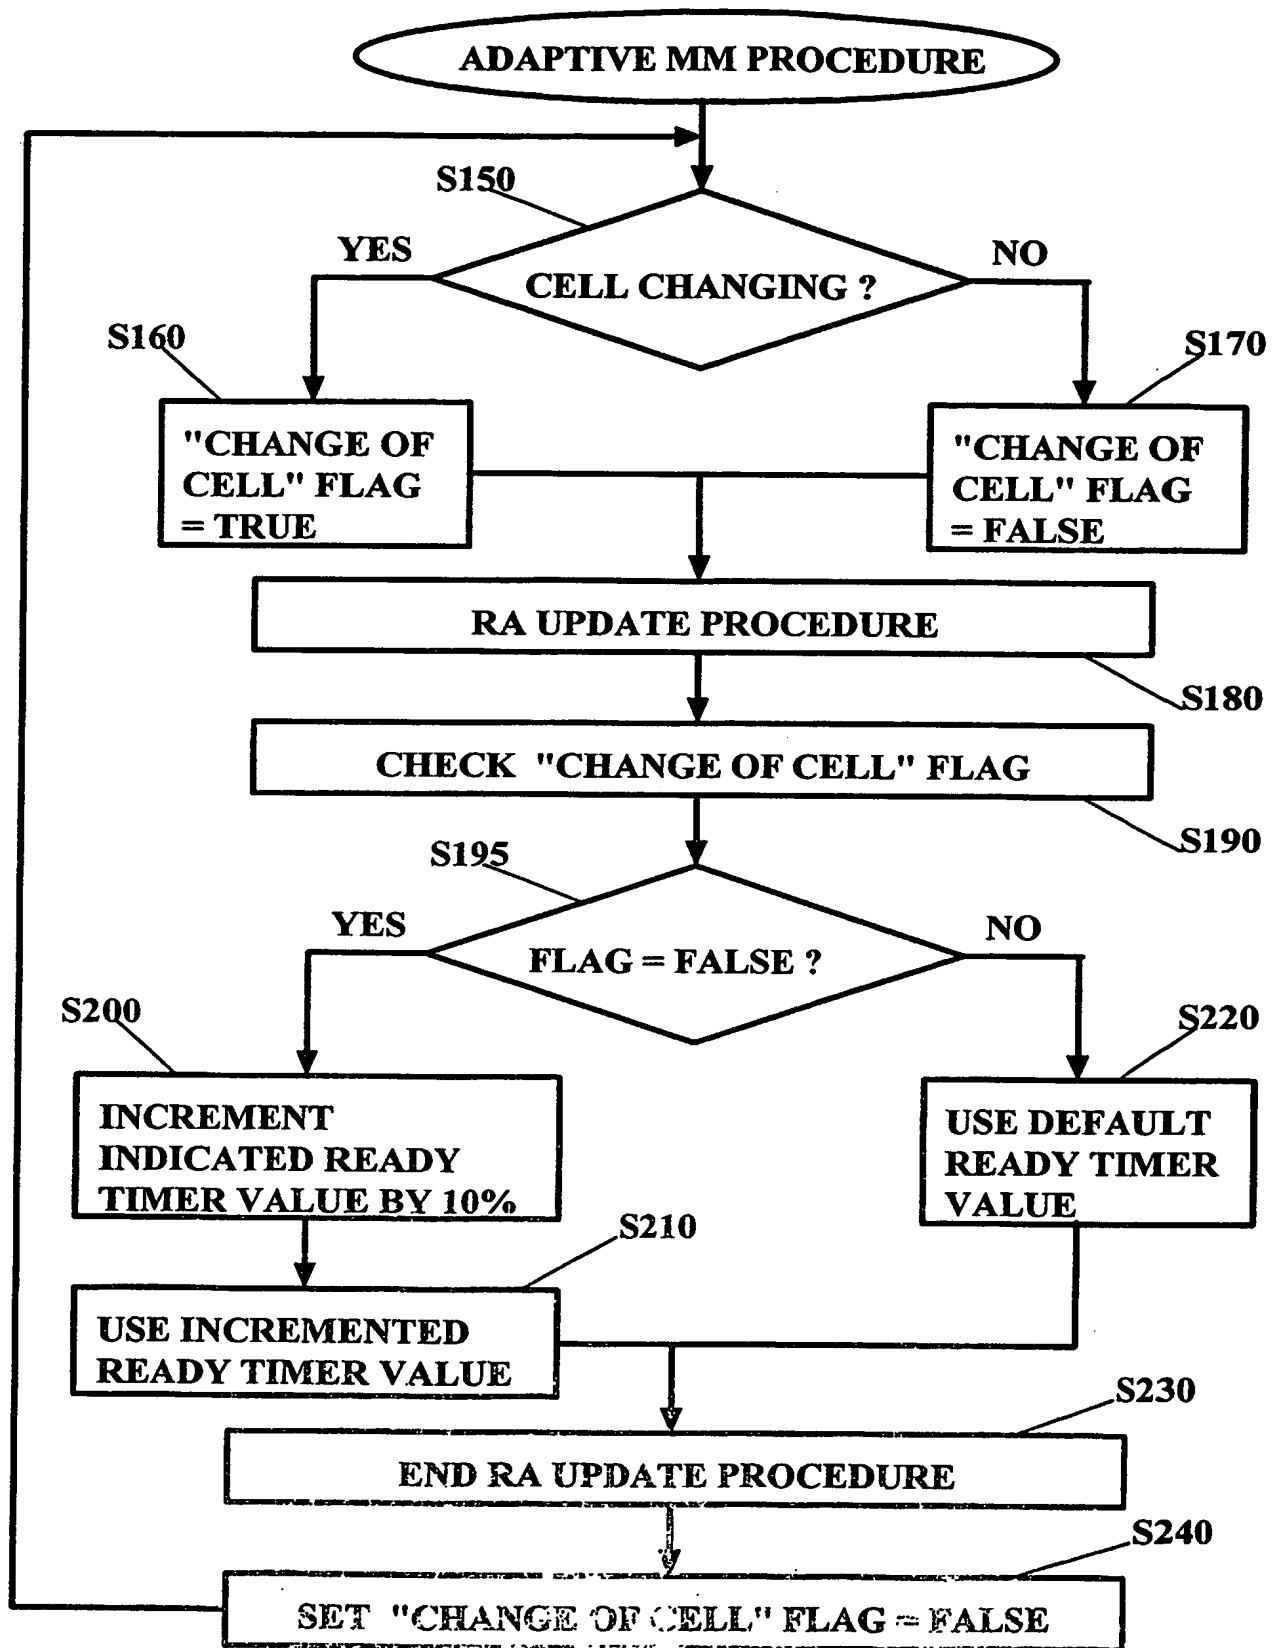 ADAPTIVE MM PROCEDURE
S150
YES
NO
CELL CHANGING ?
S160
S170
"CHANGE OF
CELL" FLAG
= TRUE
"CHANGE OF
CELL" FLAG
= FALSE
RA UPDATE PROCEDURE
S180
CHECK "CHANGE OF CELL" FLAG
S190
S195
YES
NO
FLAG = FALSE ?
S200
S220
INCREMENT
INDICATED READY
TIMER VALUE BY 10%
USE DEFAULT
READY TIMER
VALUE
S210
USE INCREMENTED
READY TIMER VALUE
S230
END RA UPDATE PROCEDURE
S240
SET "CHANGE OF CELL" FLAG = FALSE